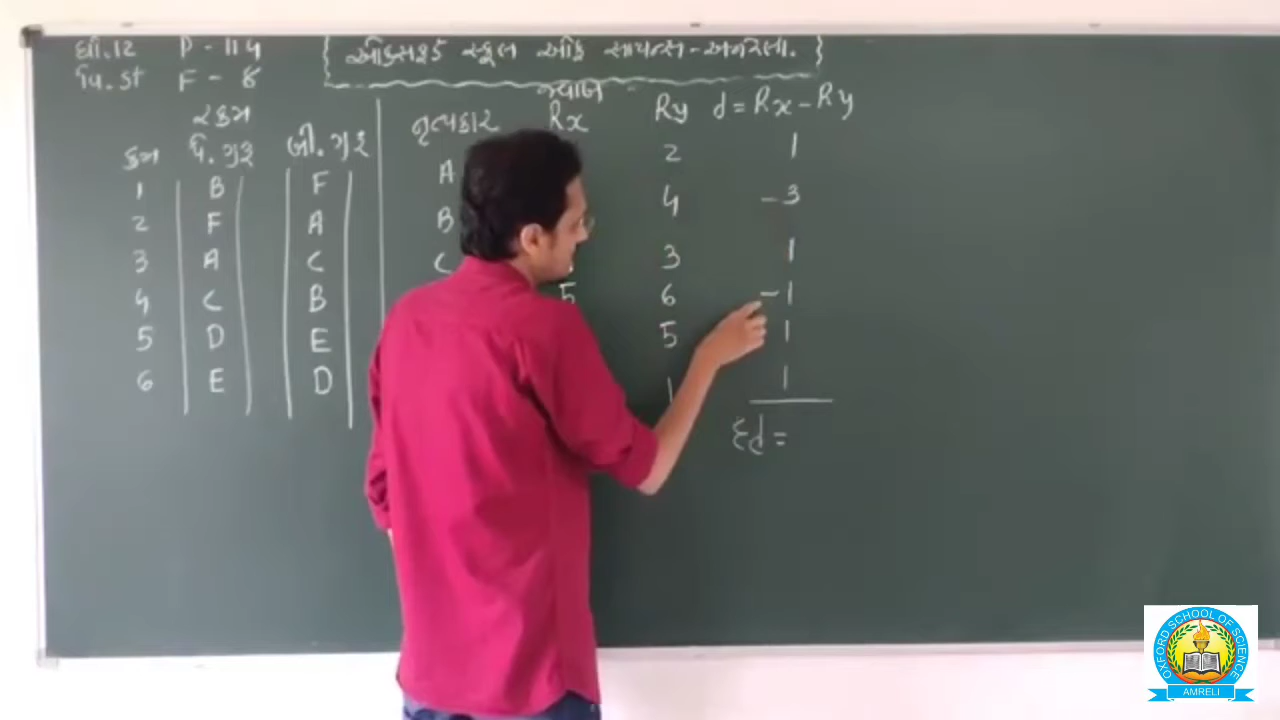 ધો.12 P - 114
વિ.st F - 8
{ ઓક્સફર્ડ સ્કૂલ ઓફ સાયન્સ - અમરેલી. }
જવાબ -
ક્રમ પ્રિ. ગૃરૂ બી. ગૃરૂ
1 B F
2 F A
3 A C
4 C B
5 D E
6 E D
નૃત્યકાર Rx Ry d = Rx - Ry
A 2 1
B 4 - 3
C 3 1
5 6 - 1
5 1
1 1
Σd =
OXFORD SCHOOL OF SCIENCE
AMRELI